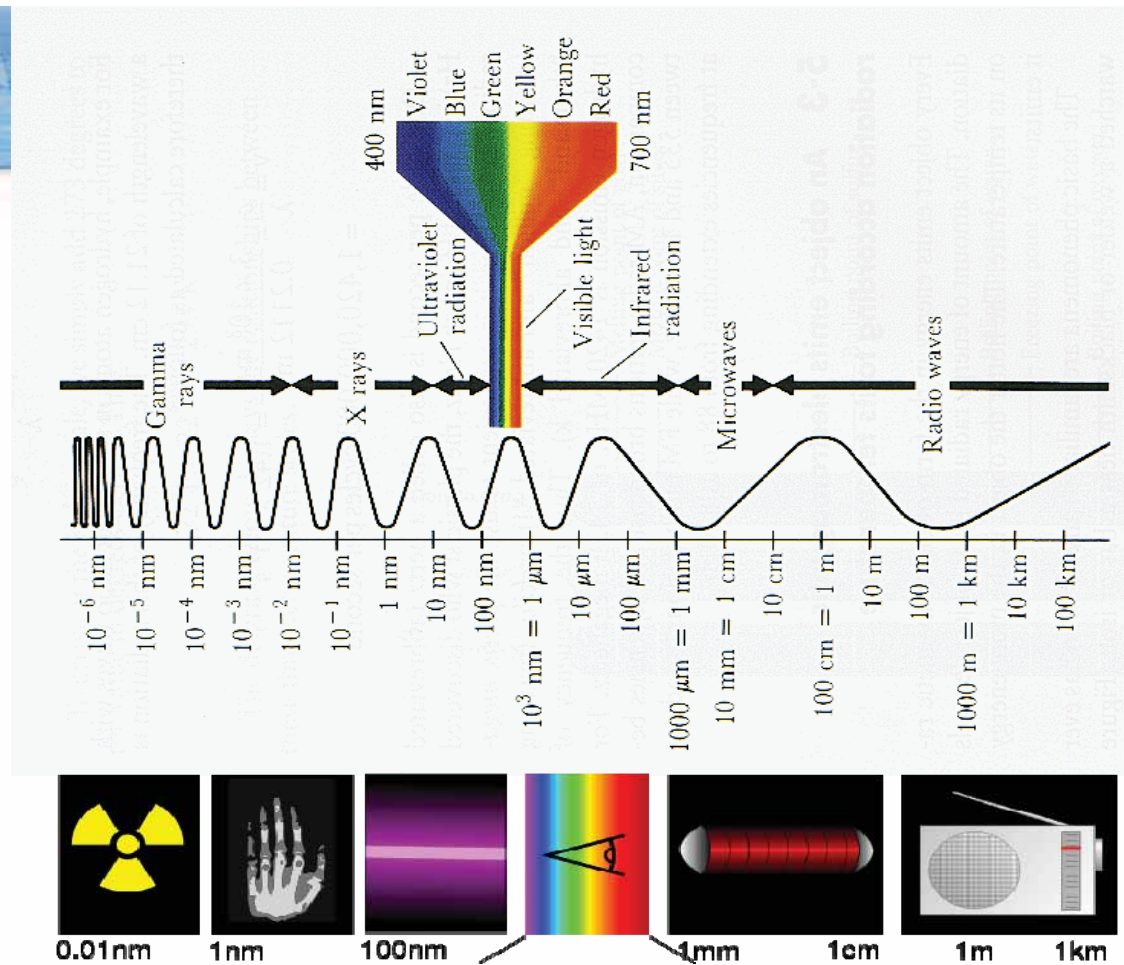 400 nm
Violet
Blue
Green
Yellow
Orange
Red
700 nm
Gamma
rays
X rays
Ultraviolet
radiation
Visible light
Infrared
radiation
Microwaves
Radio waves
10⁻⁶ nm
10⁻⁵ nm
10⁻⁴ nm
10⁻³ nm
10⁻² nm
10⁻¹ nm
1 nm
10 nm
100 nm
10³ nm = 1 μm
10 μm
100 μm
1000 μm = 1 mm
10 mm = 1 cm
10 cm
100 cm = 1 m
10 m
100 m
1000 m = 1 km
10 km
100 km
0.01nm
1nm
100nm
1mm
1cm
1m
1km